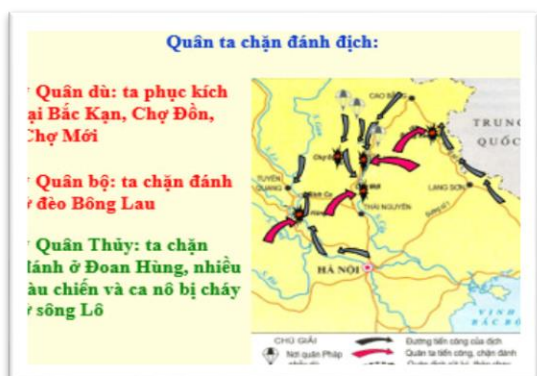 Quân ta chặn đánh địch:
Quân dù: ta phục kích
ại Bắc Kạn, Chợ Đồn,
Chợ Mới
Quân bộ: ta chặn đánh
đèo Bông Lau
Quân Thủy: ta chặn
đánh ở Đoan Hùng, nhiều
àu chiến và ca nô bị cháy
sông Lô
CAO BẰNG
TRUNG
QUỐC
TUYÊN
QUANG
LẠNG SƠN
THÁI NGUYÊN
HÀ NỘI
VỊNH
BẮC BỘ
CHÚ GIẢI
Nơi quân Pháp
Đường tiến công của địch
Quân ta tiến công, chặn đánh